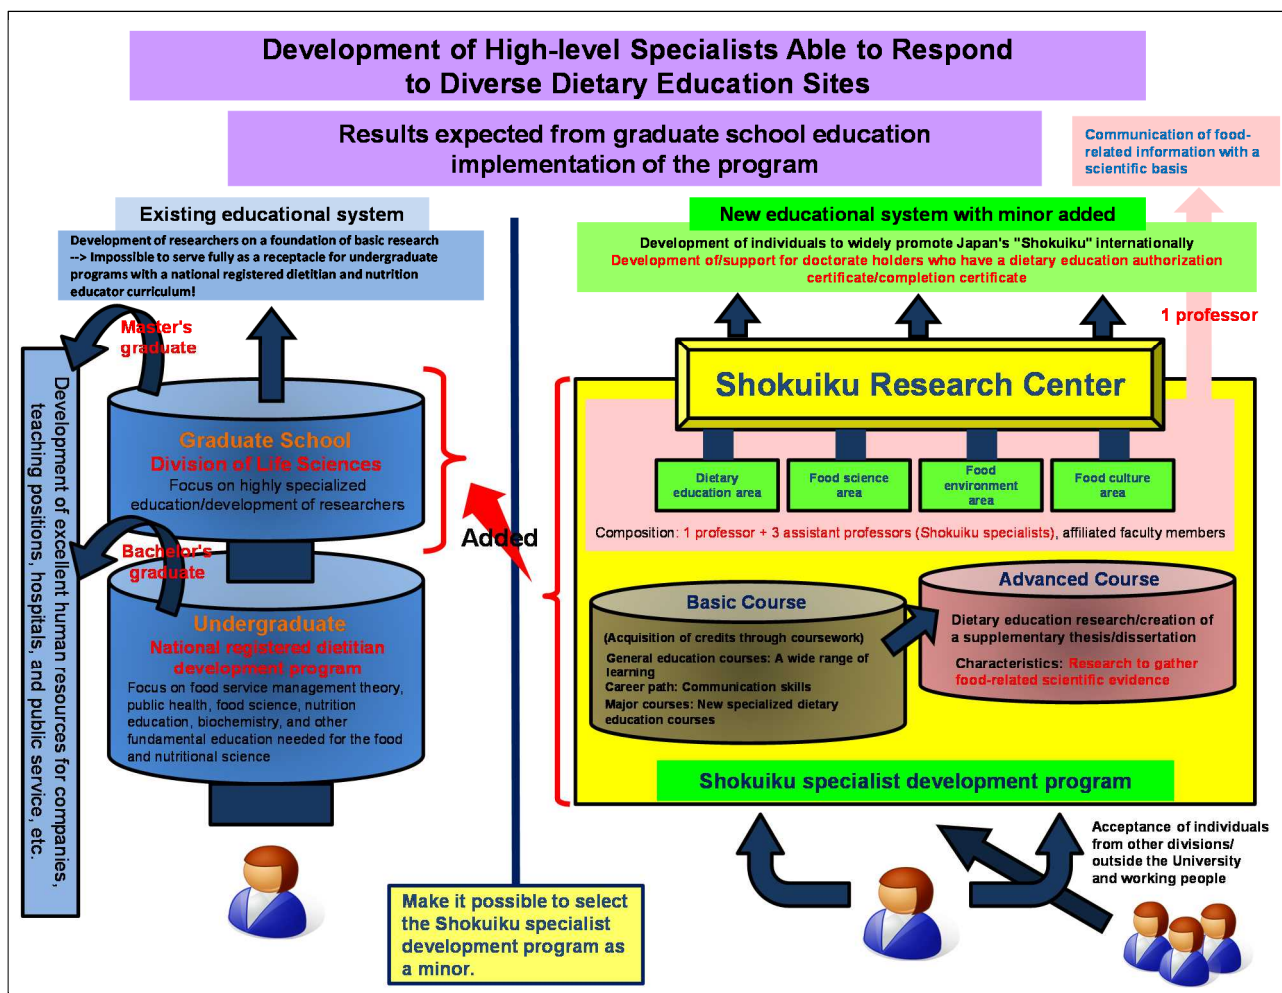 Development of High-level Specialists Able to Respond
to Diverse Dietary Education Sites
Results expected from graduate school education
implementation of the program
Communication of food-
related information with a
scientific basis
Existing educational system
Development of researchers on a foundation of basic research
--> Impossible to serve fully as a receptacle for undergraduate
programs with a national registered dietitian and nutrition
educator curriculum!
Master's
graduate
Development of excellent human resources for companies,
teaching positions, hospitals, and public service, etc.
Graduate School
Division of Life Sciences
Focus on highly specialized
education/development of researchers
Bachelor's
graduate
Undergraduate
National registered dietitian
development program
Focus on food service management theory,
public health, food science, nutrition
education, biochemistry, and other
fundamental education needed for the food
and nutritional science
Added
Make it possible to select
the Shokuiku specialist
development program as
a minor.
New educational system with minor added
Development of individuals to widely promote Japan's "Shokuiku" internationally
Development of/support for doctorate holders who have a dietary education authorization
certificate/completion certificate
1 professor
Shokuiku Research Center
Dietary
education area
Food science
area
Food
environment
area
Food culture
area
Composition: 1 professor + 3 assistant professors (Shokuiku specialists), affiliated faculty members
Basic Course
(Acquisition of credits through coursework)
General education courses: A wide range of
learning
Career path: Communication skills
Major courses: New specialized dietary
education courses
Advanced Course
Dietary education research/creation of
a supplementary thesis/dissertation
Characteristics: Research to gather
food-related scientific evidence
Shokuiku specialist development program
Acceptance of individuals
from other divisions/
outside the University
and working people